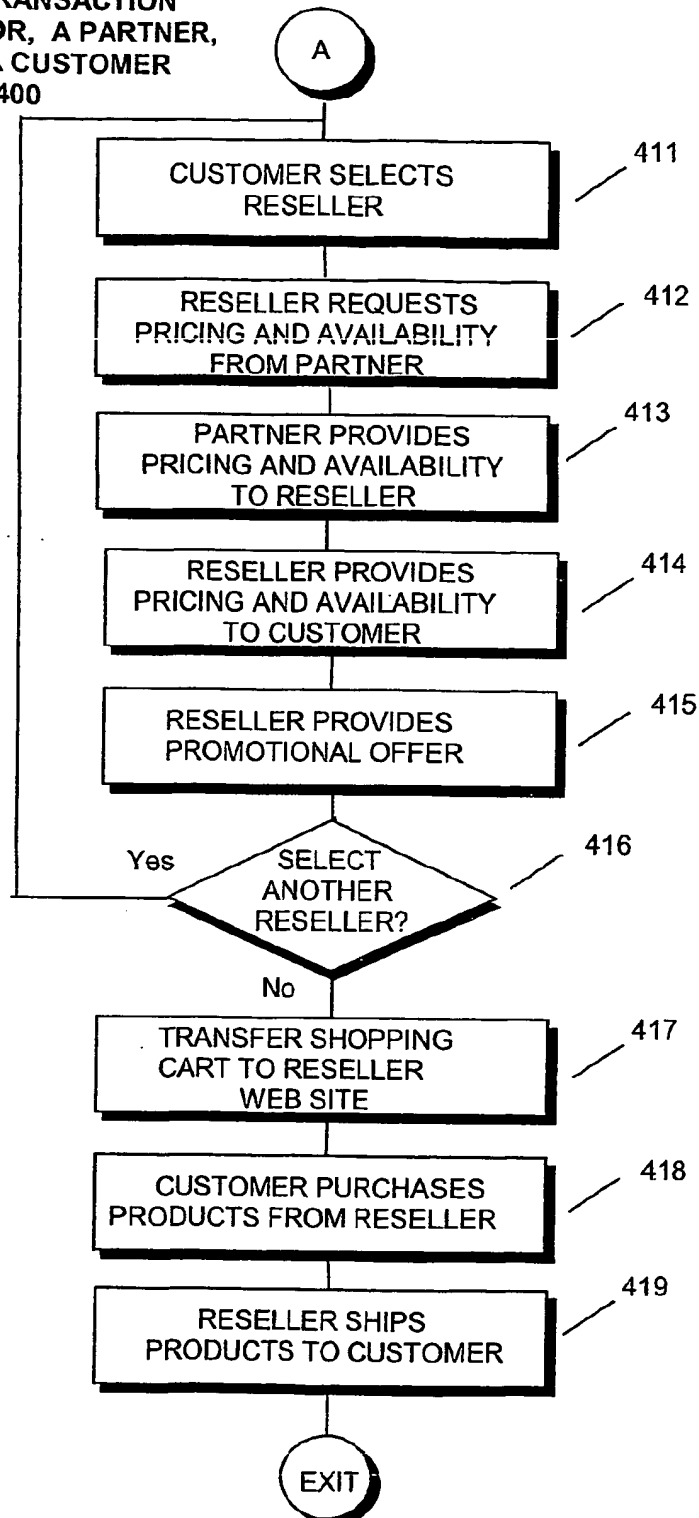 RANSACTION
OR, A PARTNER,
CUSTOMER
400
A
CUSTOMER SELECTS
RESELLER
411
RESELLER REQUESTS
PRICING AND AVAILABILITY
FROM PARTNER
412
PARTNER PROVIDES
PRICING AND AVAILABILITY
TO RESELLER
413
RESELLER PROVIDES
PRICING AND AVAILABILITY
TO CUSTOMER
414
RESELLER PROVIDES
PROMOTIONAL OFFER
415
Yes
SELECT
ANOTHER
RESELLER?
416
No
TRANSFER SHOPPING
CART TO RESELLER
WEB SITE
417
CUSTOMER PURCHASES
PRODUCTS FROM RESELLER
418
RESELLER SHIPS
PRODUCTS TO CUSTOMER
419
EXIT